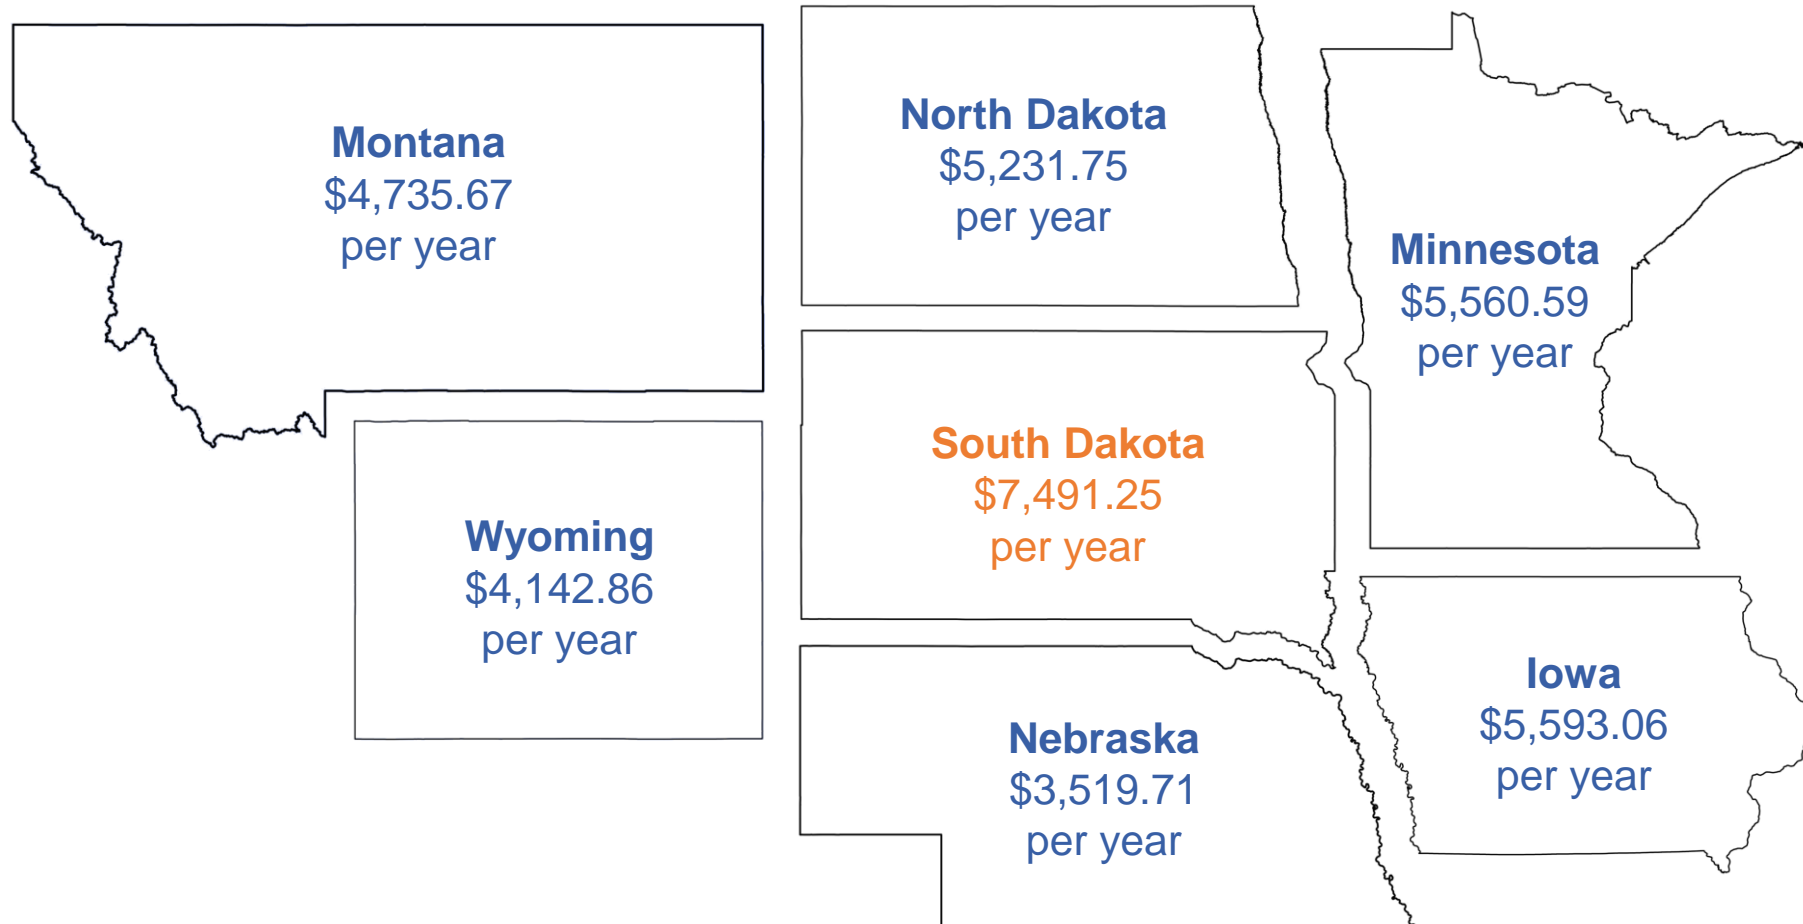 Montana
$4,735.67
per year
North Dakota
$5,231.75
per year
Minnesota
$5,560.59
per year
South Dakota
$7,491.25
per year
Wyoming
$4,142.86
per year
Nebraska
$3,519.71
per year
Iowa
$5,593.06
per year